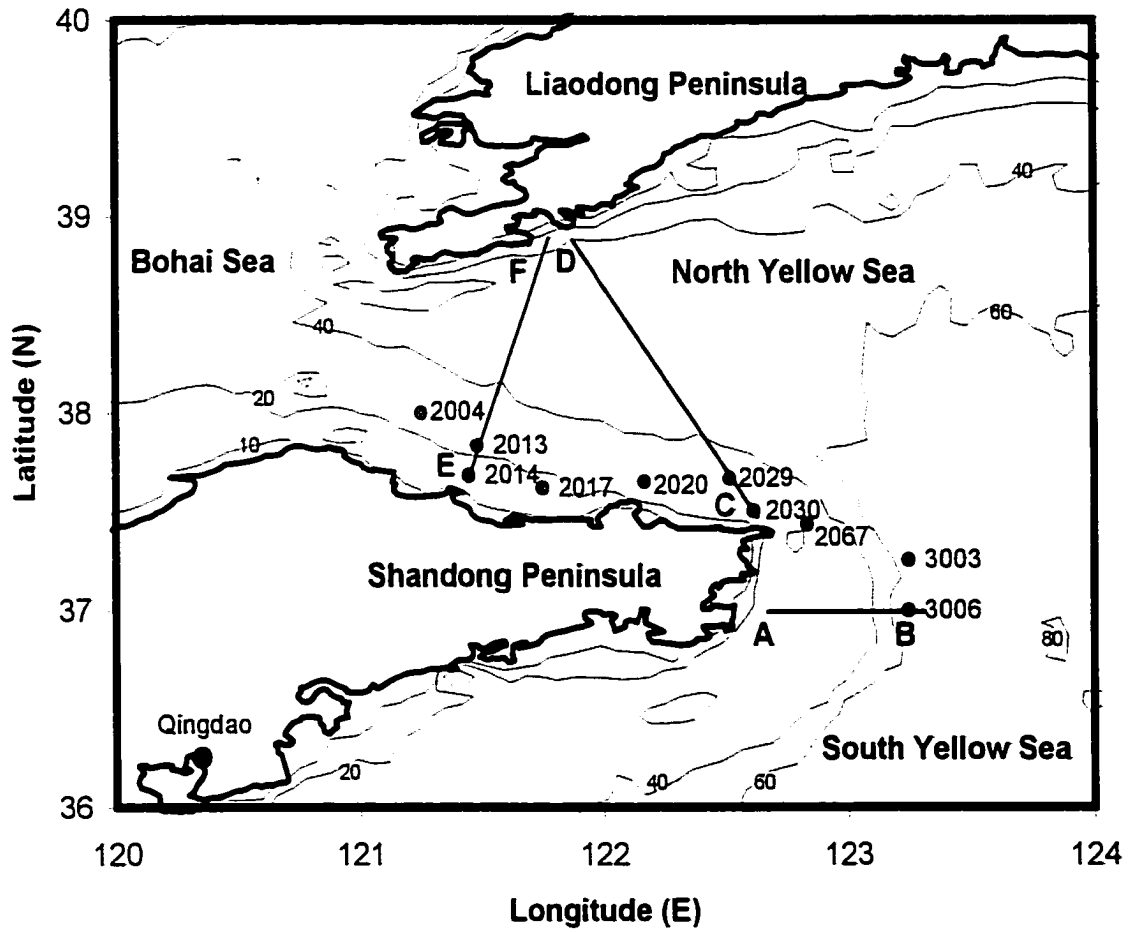 40
Liaodong Peninsula
40
39
Bohai Sea
F
D
North Yellow Sea
60
40
20
38
2004
10
2013
E
2014
2017
2020
2029
C
2030
2067
3003
Shandong Peninsula
37
3006
A
B
80
Qingdao
South Yellow Sea
20
40
60
36
120
121
122
123
124
Latitude (N)
Longitude (E)